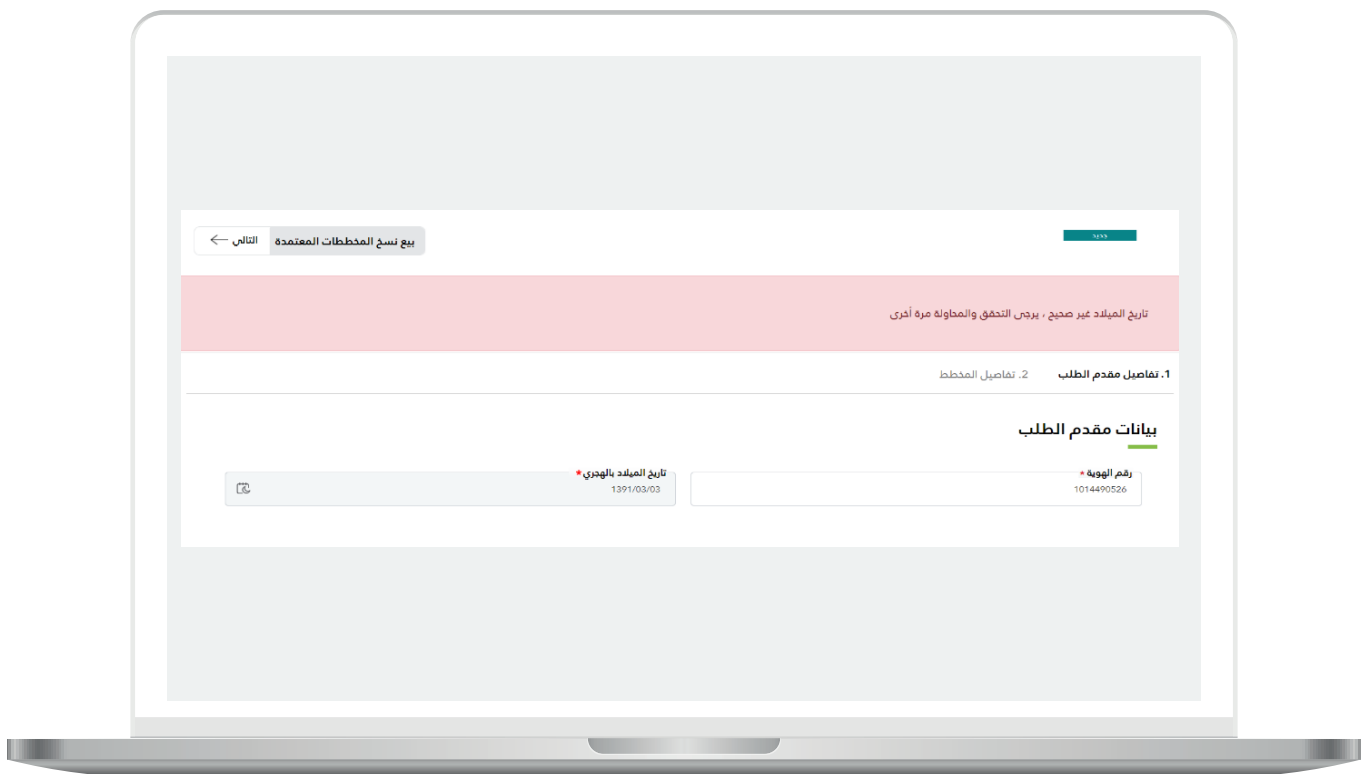 جديد
بيع نسخ المخططات المعتمدة
التالي
تاريخ الميلاد غير صحيح ، يرجى التحقق والمحاولة مرة أخرى
1. تفاصيل مقدم الطلب
2. تفاصيل المخطط
بيانات مقدم الطلب
رقم الهوية *
1014490526
تاريخ الميلاد بالهجري *
1391/03/03